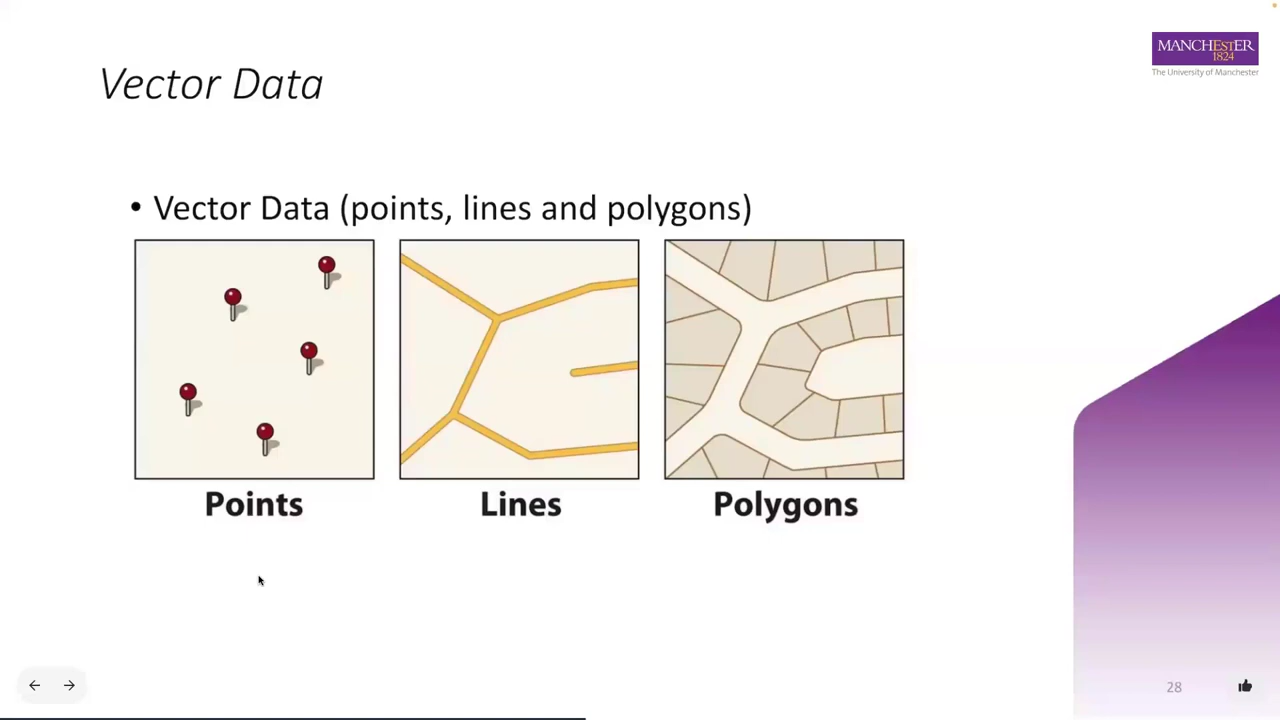 MANCHESTER
1824
The University of Manchester
Vector Data
• Vector Data (points, lines and polygons)
Points Lines Polygons
28